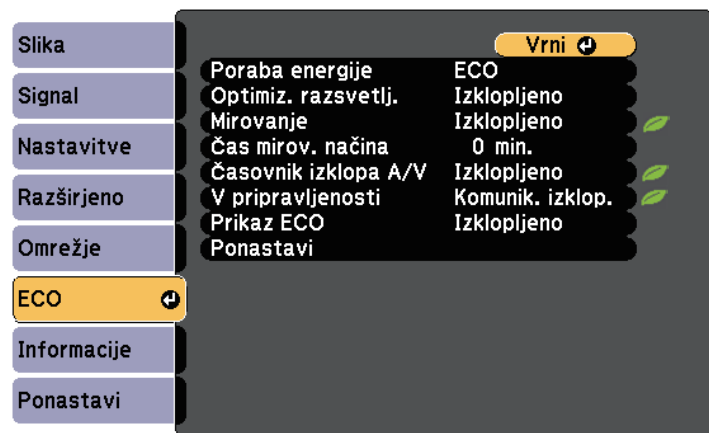 Slika
Signal
Nastavitve
Razširjeno
Omrežje
ECO
Informacije
Ponastavi
Vrni
Poraba energije ECO
Optimiz. razsvetlj. Izklopljeno
Mirovanje Izklopljeno
Čas mirov. načina 0 min.
Časovnik izklopa A/V Izklopljeno
V pripravljenosti Komunik. izklop.
Prikaz ECO Izklopljeno
Ponastavi